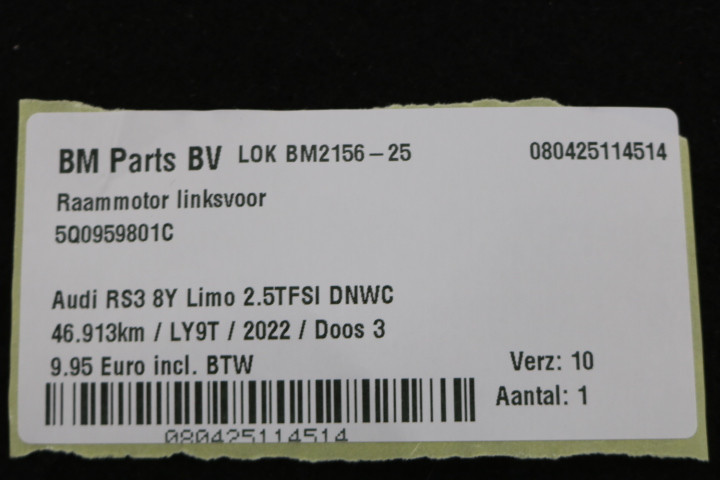 BM Parts BV LOK BM2156-25 080425114514
Raammotor linksvoor
5Q0959801C
Audi RS3 8Y Limo 2.5TFSI DNWC
46.913km / LY9T / 2022 / Doos 3
9.95 Euro incl. BTW Verz: 10
Aantal: 1
080425114514